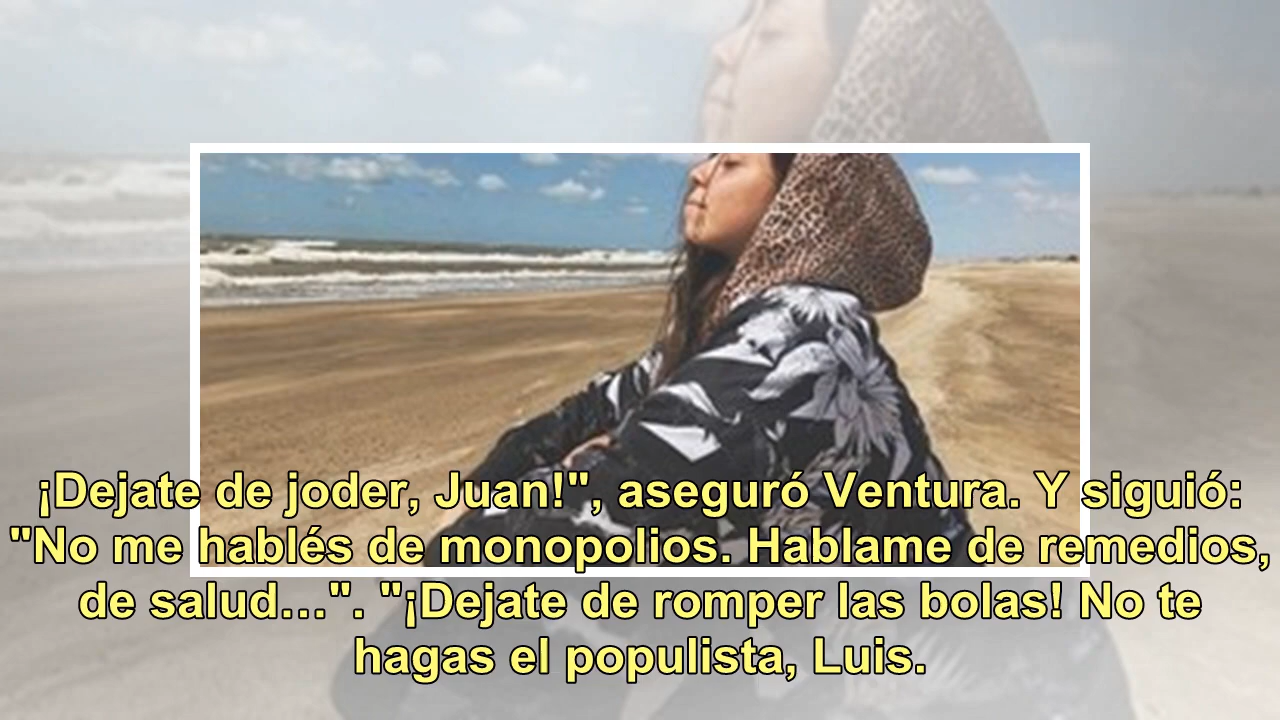 ¡Dejate de joder, Juan!", aseguró Ventura. Y siguió:
"No me hablés de monopolios. Hablame de remedios,
de salud…". "¡Dejate de romper las bolas! No te
hagas el populista, Luis.